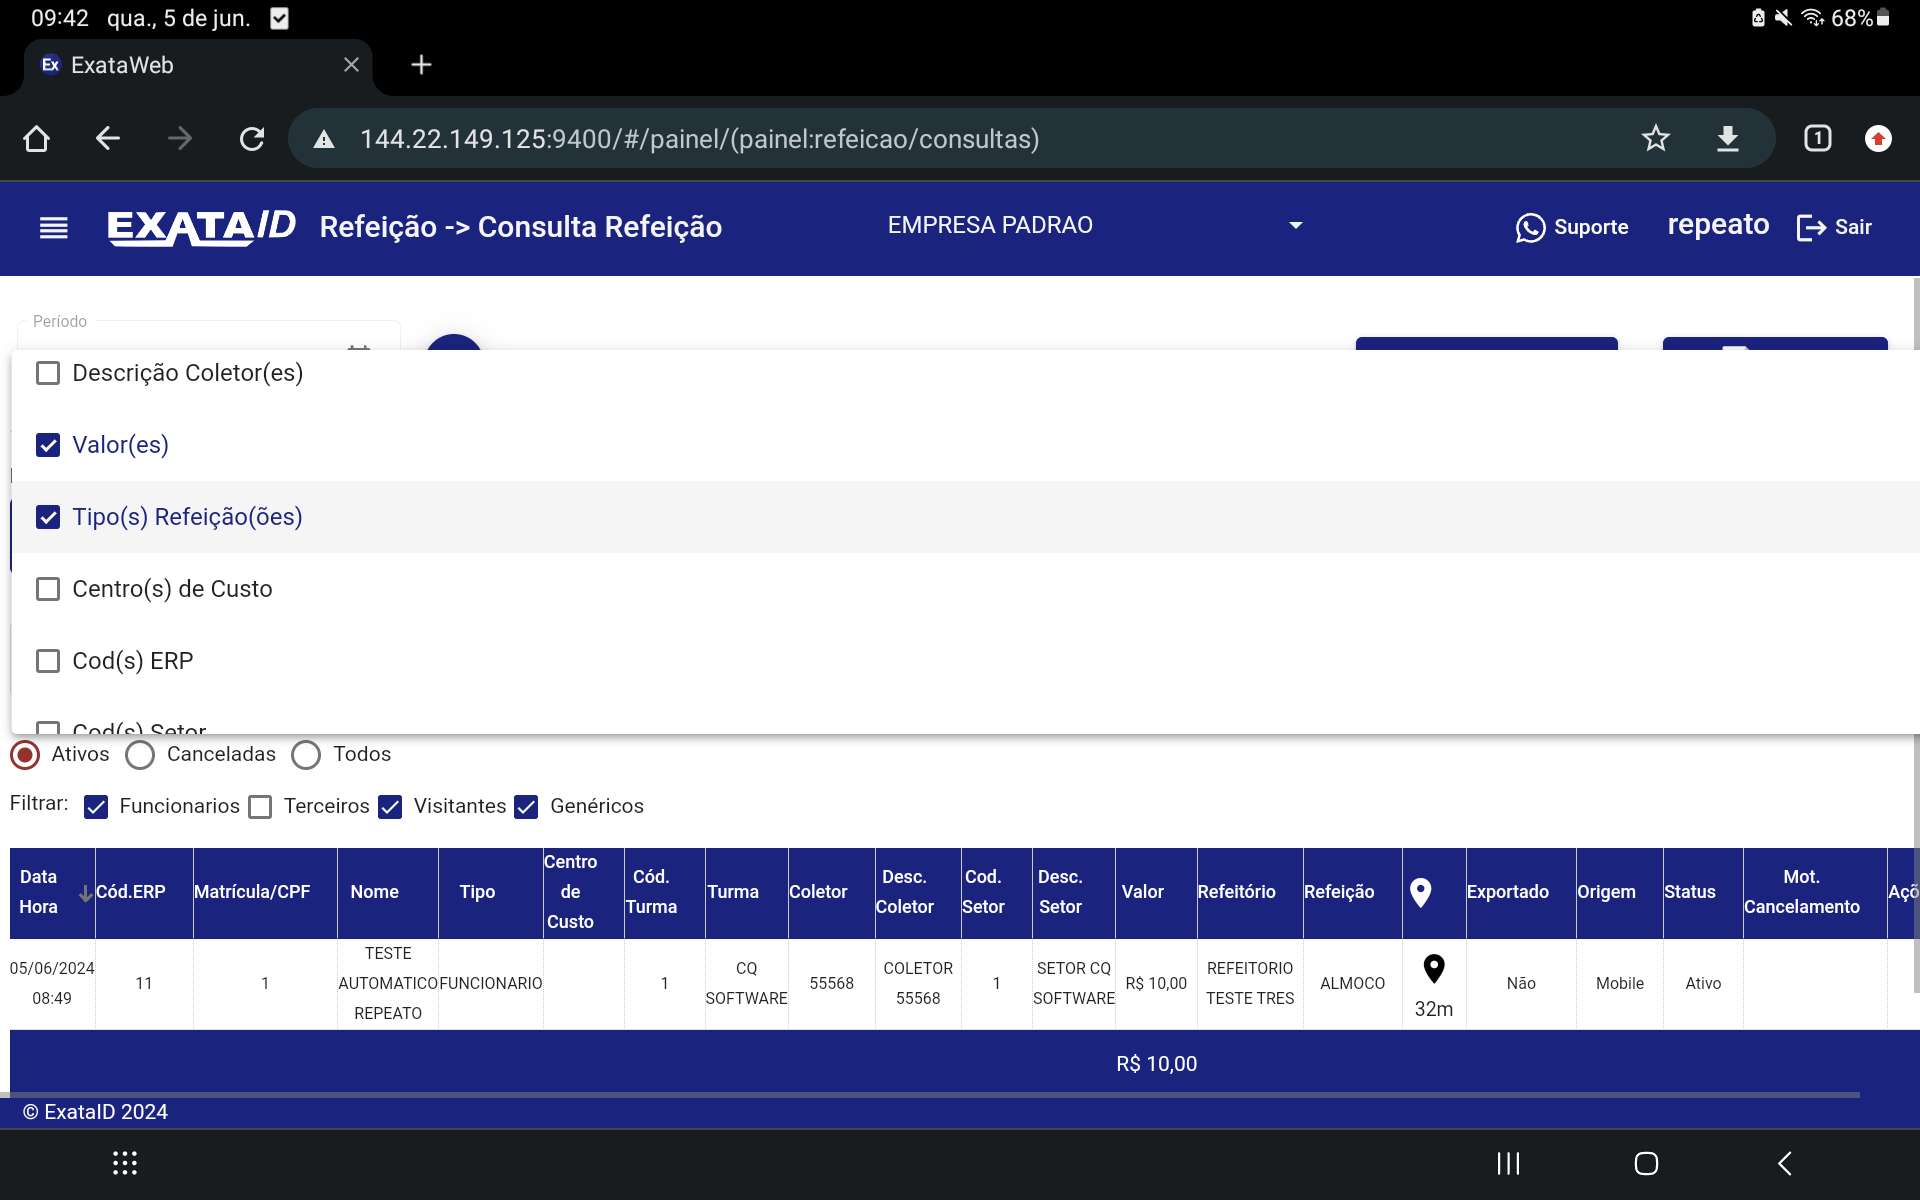 09:42 qua., 5 de jun. 68%
Ex ExataWeb
144.22.149.125:9400/#/painel/(painel:refeicao/consultas) 1
EXATA ID Refeição -> Consulta Refeição EMPRESA PADRAO Suporte repeato Sair
Período
Descrição Coletor(es)
Valor(es)
Tipo(s) Refeição(ões)
Centro(s) de Custo
Cod(s) ERP
Cod(s) Setor
Ativos Canceladas Todos
Filtrar: Funcionarios Terceiros Visitantes Genéricos
Data Hora Cód.ERP Matrícula/CPF Nome Tipo Centro de Custo Cód. Turma Turma Coletor Desc. Coletor Cod. Setor Desc. Setor Valor Refeitório Refeição Exportado Origem Status Mot. Cancelamento Açõ
05/06/2024 08:49 11 1 TESTE AUTOMATICO REPEATO FUNCIONARIO 1 CQ SOFTWARE 55568 COLETOR 55568 1 SETOR CQ SOFTWARE R$ 10,00 REFEITORIO TESTE TRES ALMOCO 32m Não Mobile Ativo
R$ 10,00
© ExataID 2024